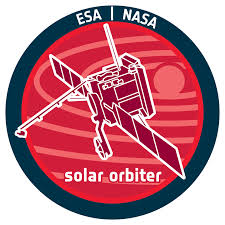 ESA | NASA
solar orbiter